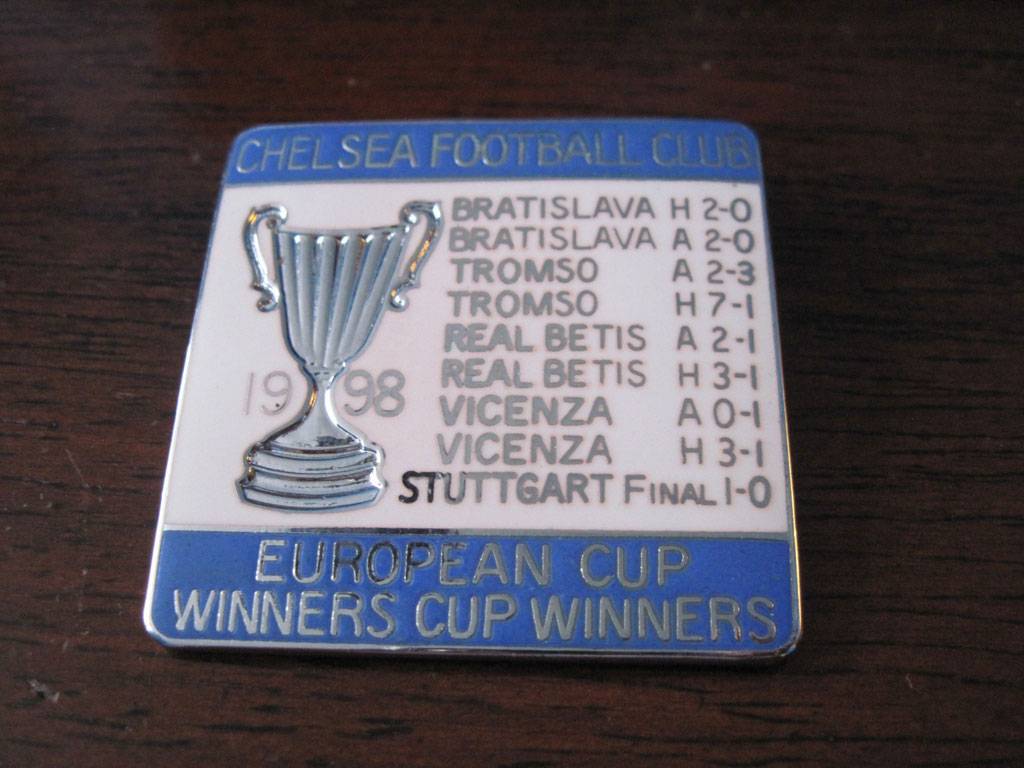 CHELSEA FOOTBALL CLUB
BRATISLAVA H 2-0
BRATISLAVA A 2-0
TROMSO A 2-3
TROMSO H 7-1
REAL BETIS A 2-1
REAL BETIS H 3-1
VICENZA A 0-1
VICENZA H 3-1
STUTTGART FINAL 1-0
1998
EUROPEAN CUP
WINNERS CUP WINNERS